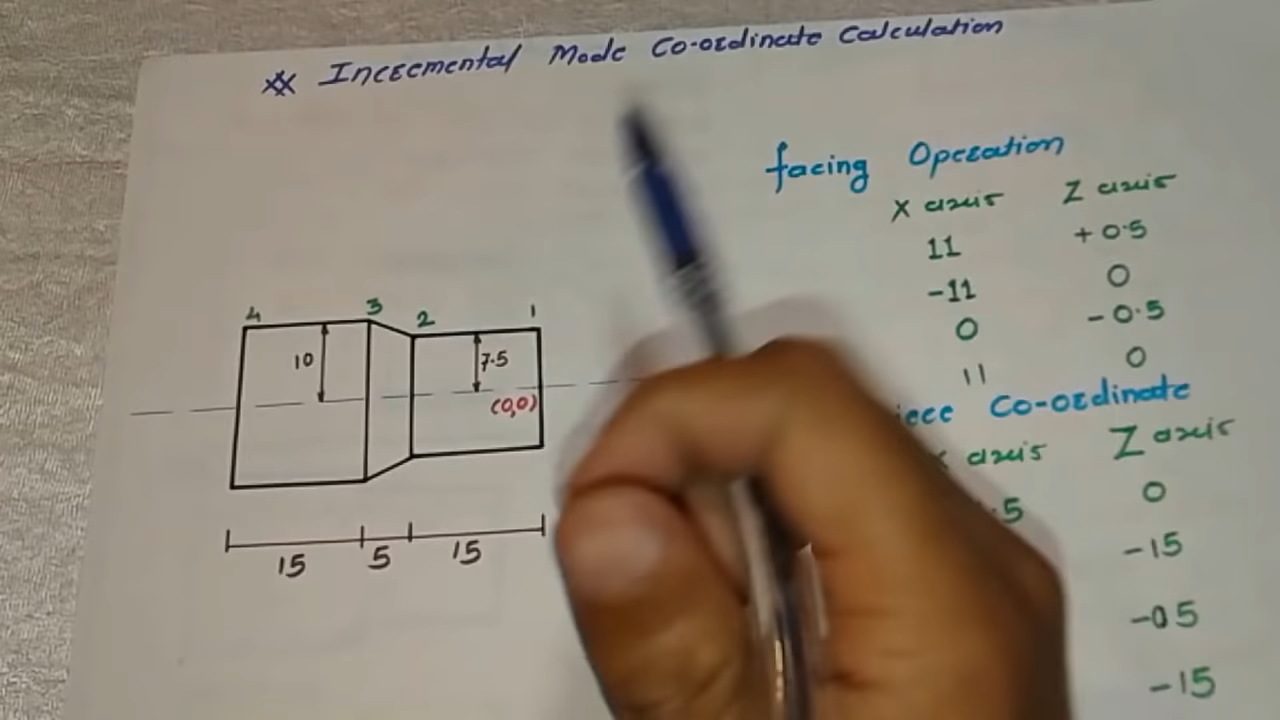 ** Incremental Mode Co-ordinate Calculation
facing Operation
X axis Z axis
11 +0.5
-11 0
0 -0.5
11 0
Co-ordinate
axis Z axis
.5 0
-15
-05
-15
4 3 2 1
10 7.5
(0,0)
15 5 15